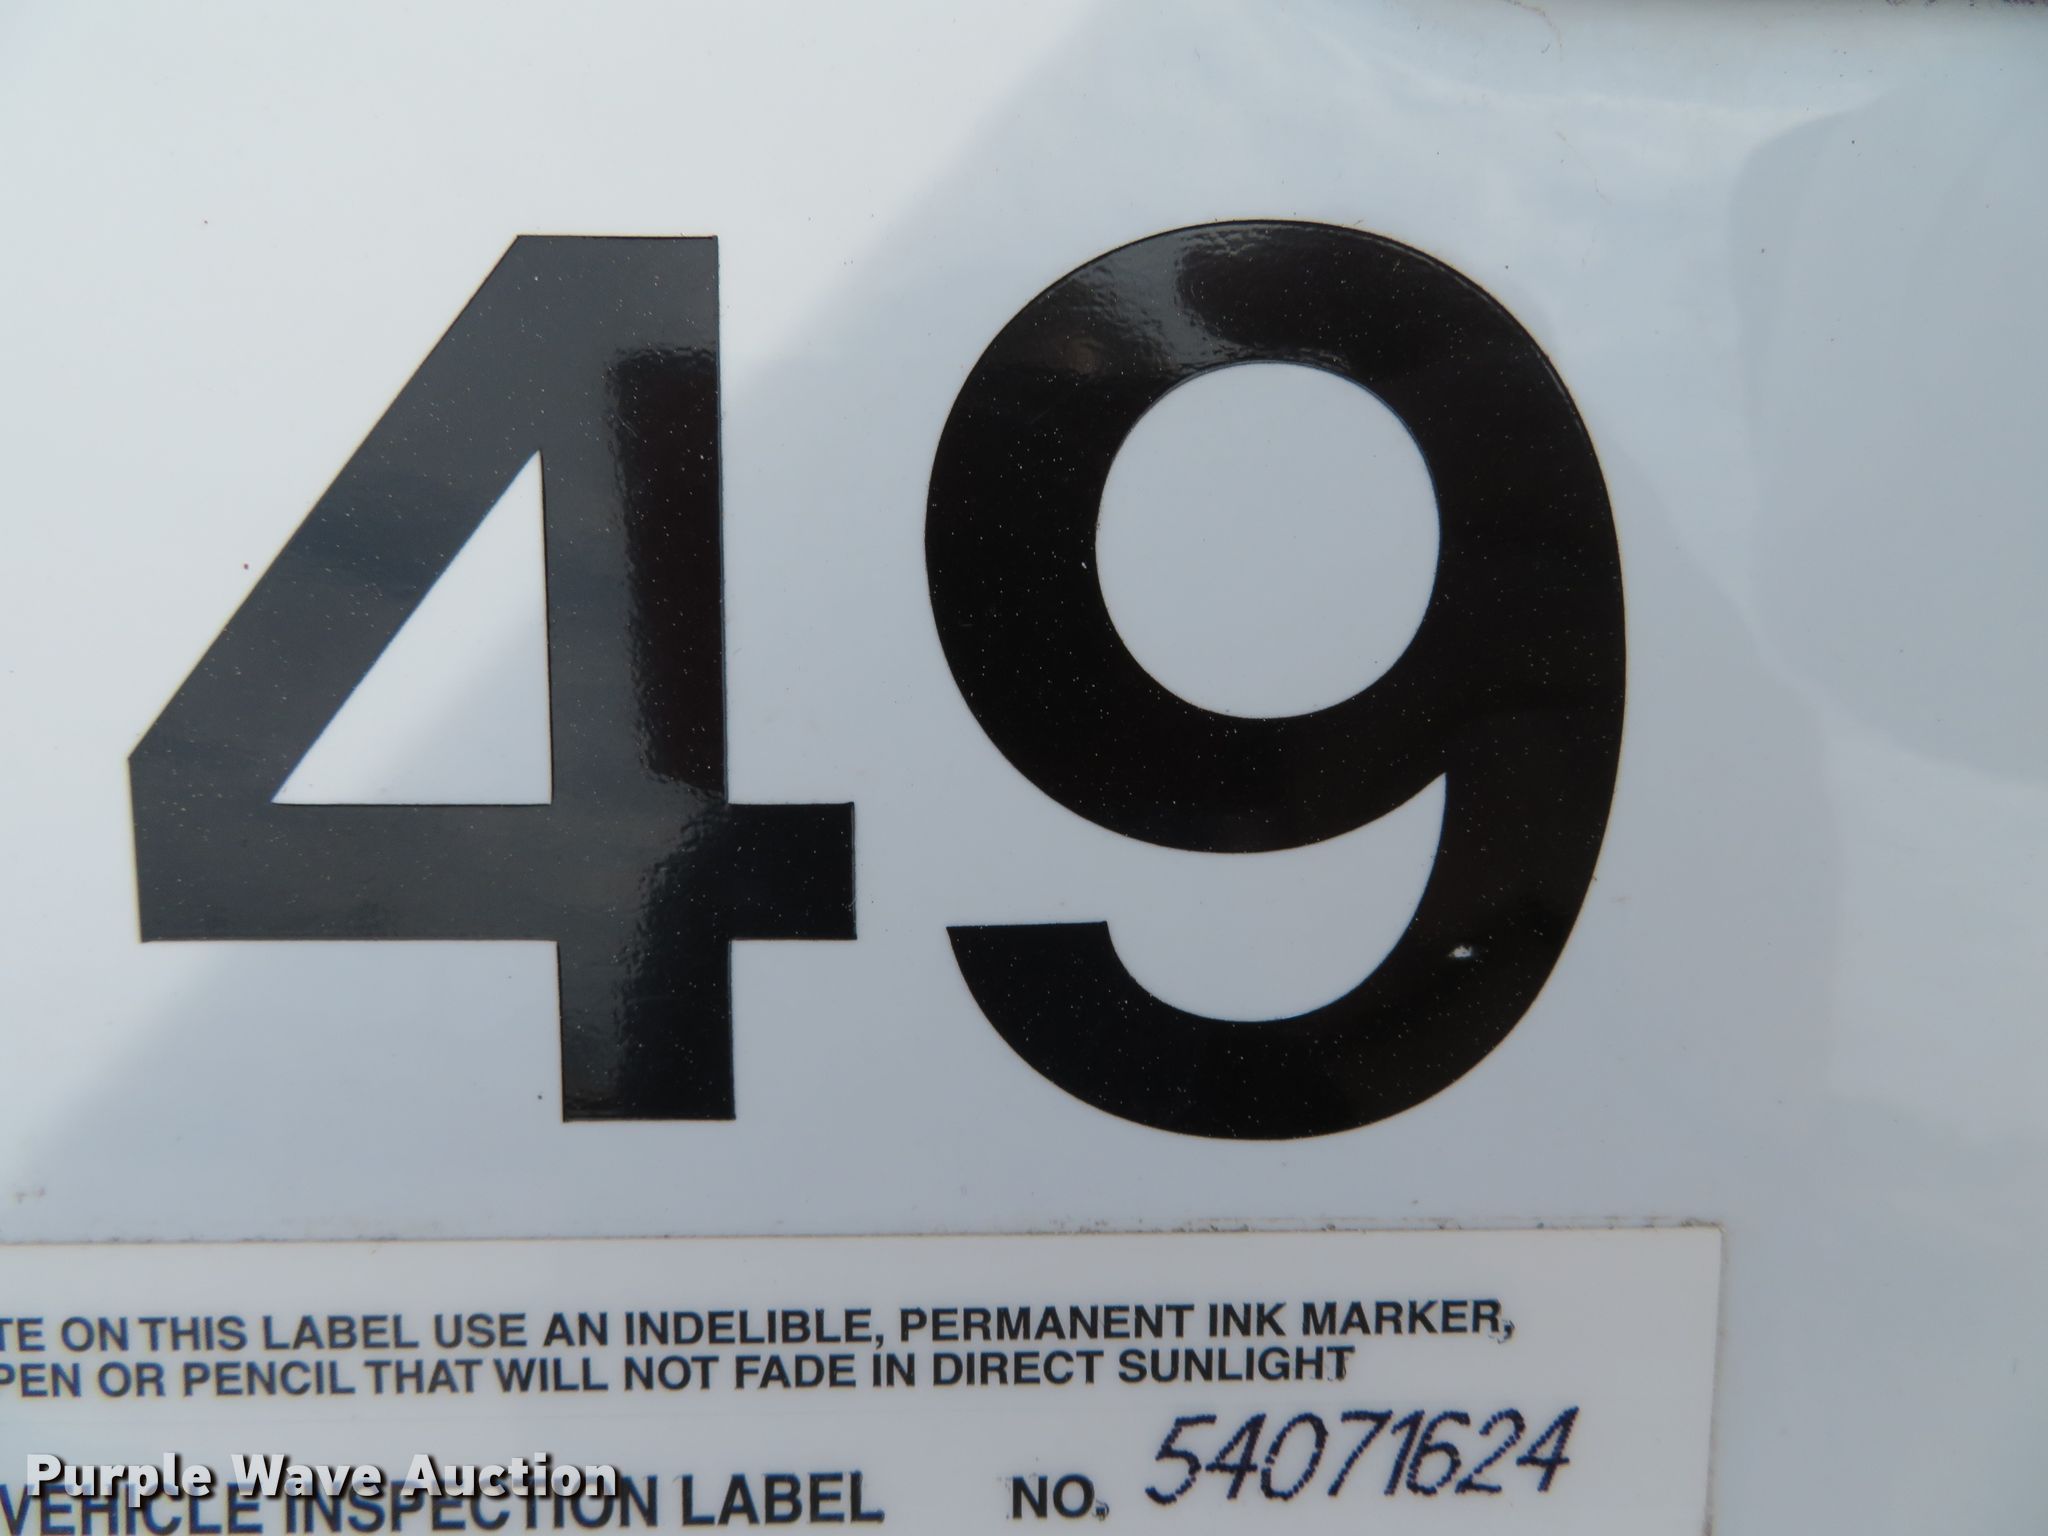 49
TE ON THIS LABEL USE AN INDELIBLE, PERMANENT INK MARKER,
PEN OR PENCIL THAT WILL NOT FADE IN DIRECT SUNLIGHT
VEHICLE INSPECTION LABEL NO. 54071624
Purple Wave Auction